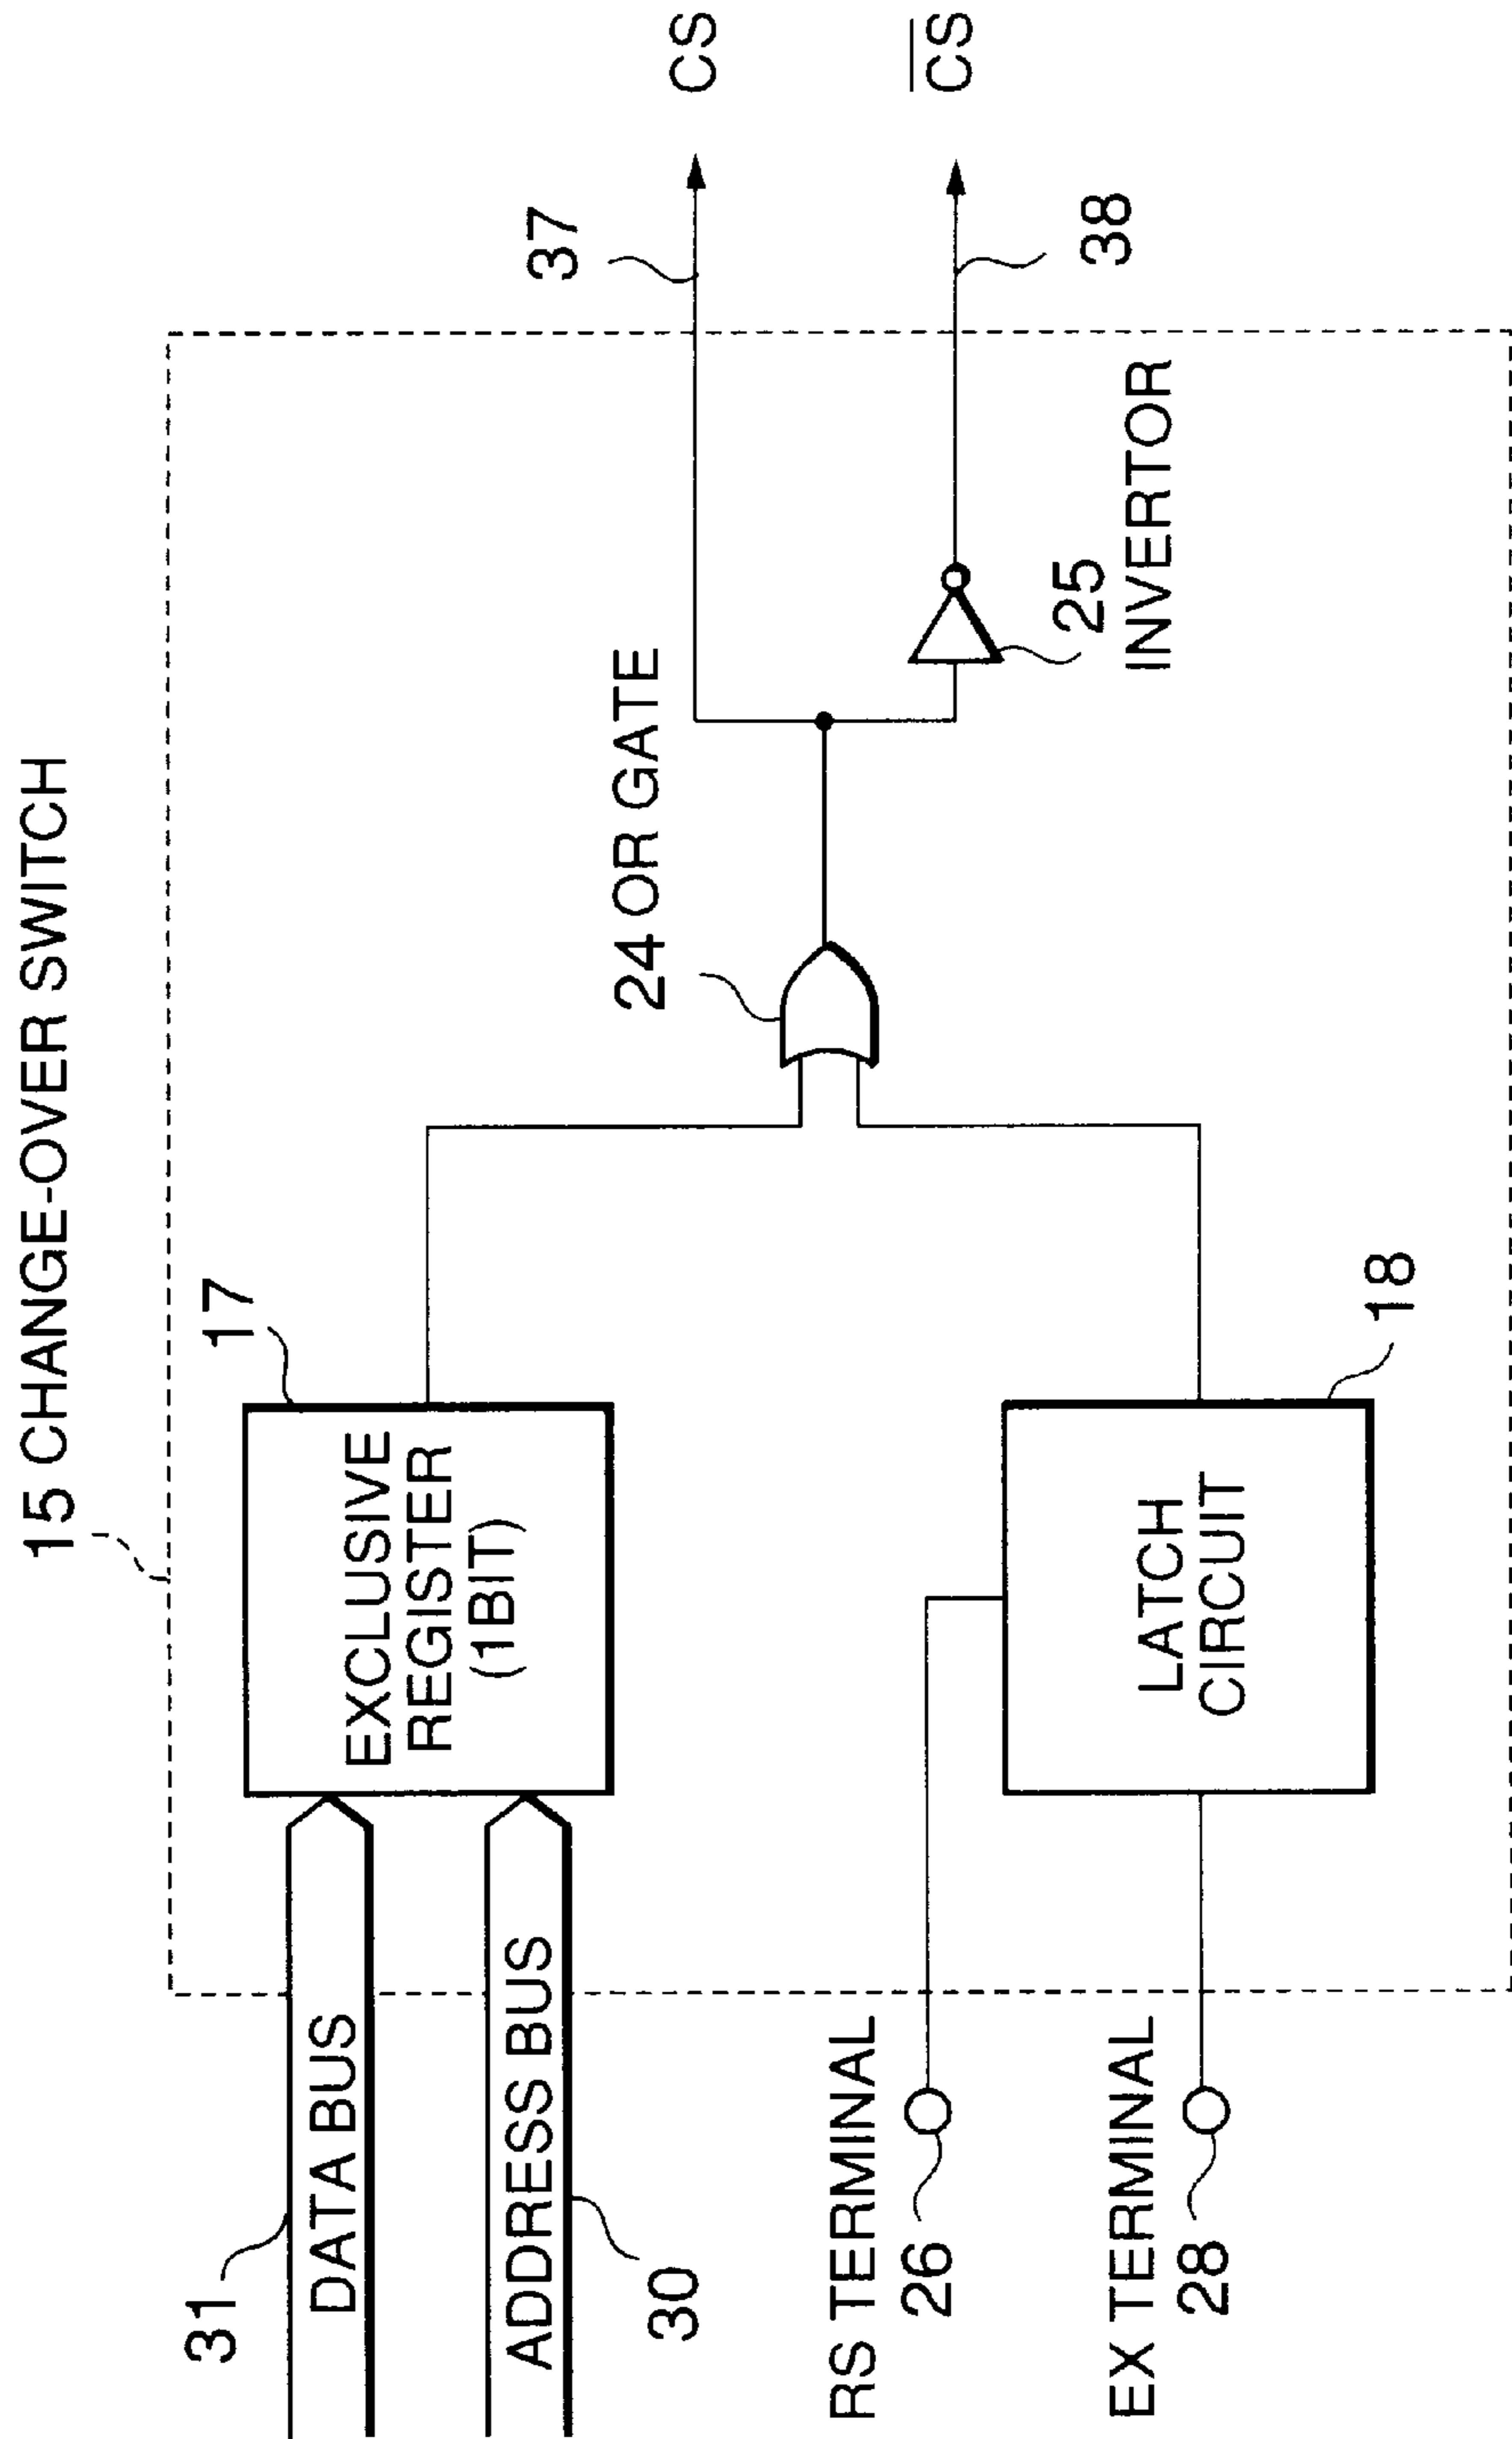 15 CHANGE-OVER SWITCH
31
DATA BUS
ADDRESS BUS
30
17
EXCLUSIVE
REGISTER
(1BIT)
24 OR GATE
37
CS
C̅S̅
38
25
INVERTOR
RS TERMINAL
26
EX TERMINAL
28
LATCH
CIRCUIT
18